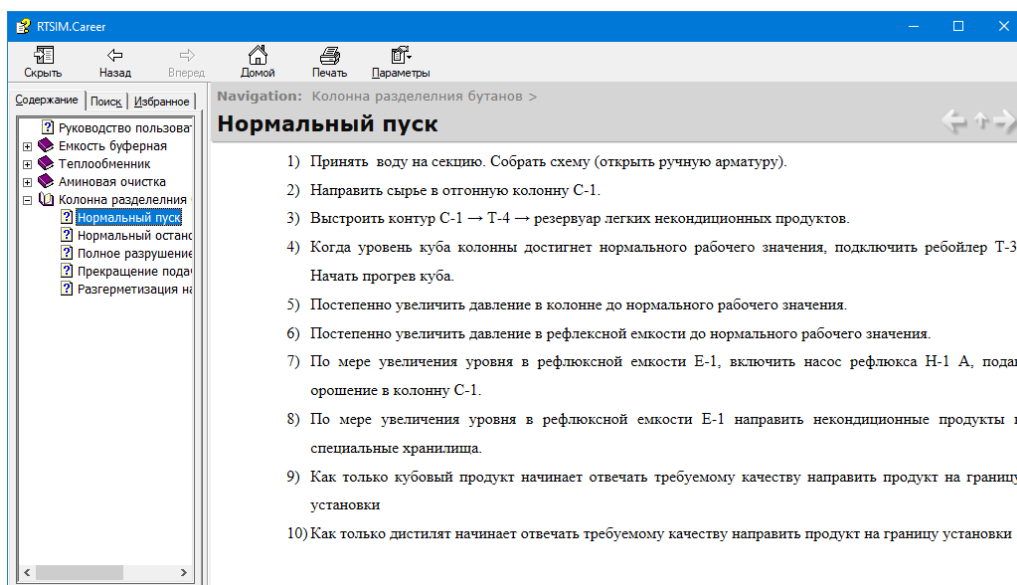 RTSIM.Career
Скрыть Назад Вперед Домой Печать Параметры
Содержание Поиск Избранное
Navigation: Колонна разделелния бутанов >
Нормальный пуск
Руководство пользоват
Емкость буферная
Теплообменник
Аминовая очистка
Колонна разделелния
Нормальный пуск
Нормальный остано
Полное разрушение
Прекращение пода
Разгерметизация на
1) Принять воду на секцию. Собрать схему (открыть ручную арматуру).
2) Направить сырье в отгонную колонну С-1.
3) Выстроить контур С-1 → Т-4 → резервуар легких некондиционных продуктов.
4) Когда уровень куба колонны достигнет нормального рабочего значения, подключить ребойлер Т-3
Начать прогрев куба.
5) Постепенно увеличить давление в колонне до нормального рабочего значения.
6) Постепенно увеличить давление в рефлексной емкости до нормального рабочего значения.
7) По мере увеличения уровня в рефлюксной емкости Е-1, включить насос рефлюкса Н-1 А, подав
орошение в колонну С-1.
8) По мере увеличения уровня в рефлюксной емкости Е-1 направить некондиционные продукты
специальные хранилища.
9) Как только кубовый продукт начинает отвечать требуемому качеству направить продукт на границу
установки
10) Как только дистилят начинает отвечать требуемому качеству направить продукт на границу установки